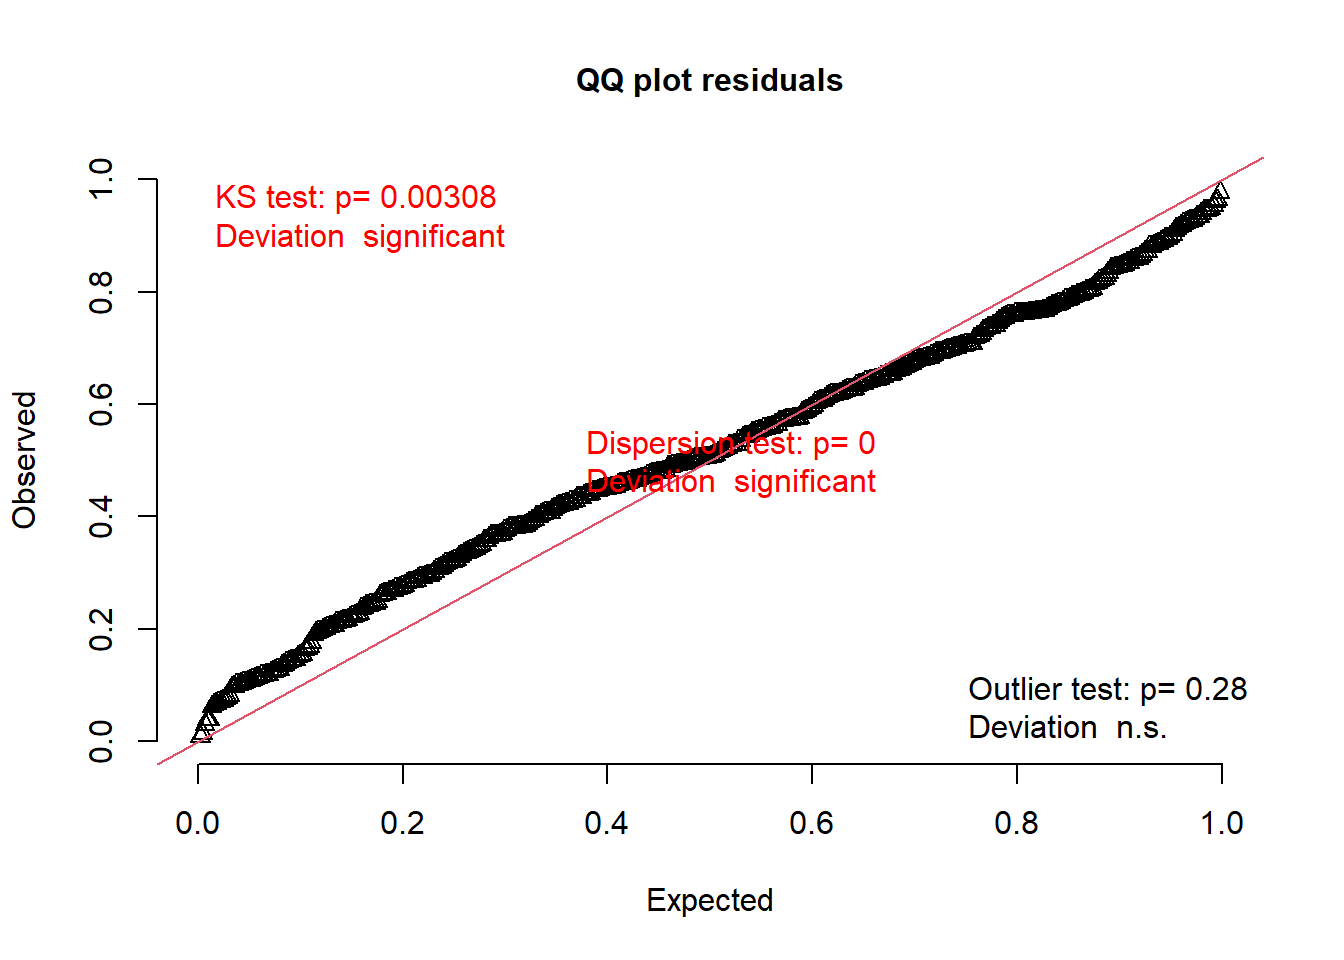 QQ plot residuals
KS test: p= 0.00308
Deviation  significant
Dispersion test: p= 0
Deviation  significant
Outlier test: p= 0.28
Deviation  n.s.
Observed
1.0
0.8
0.6
0.4
0.2
0.0
0.0 0.2 0.4 0.6 0.8 1.0
Expected